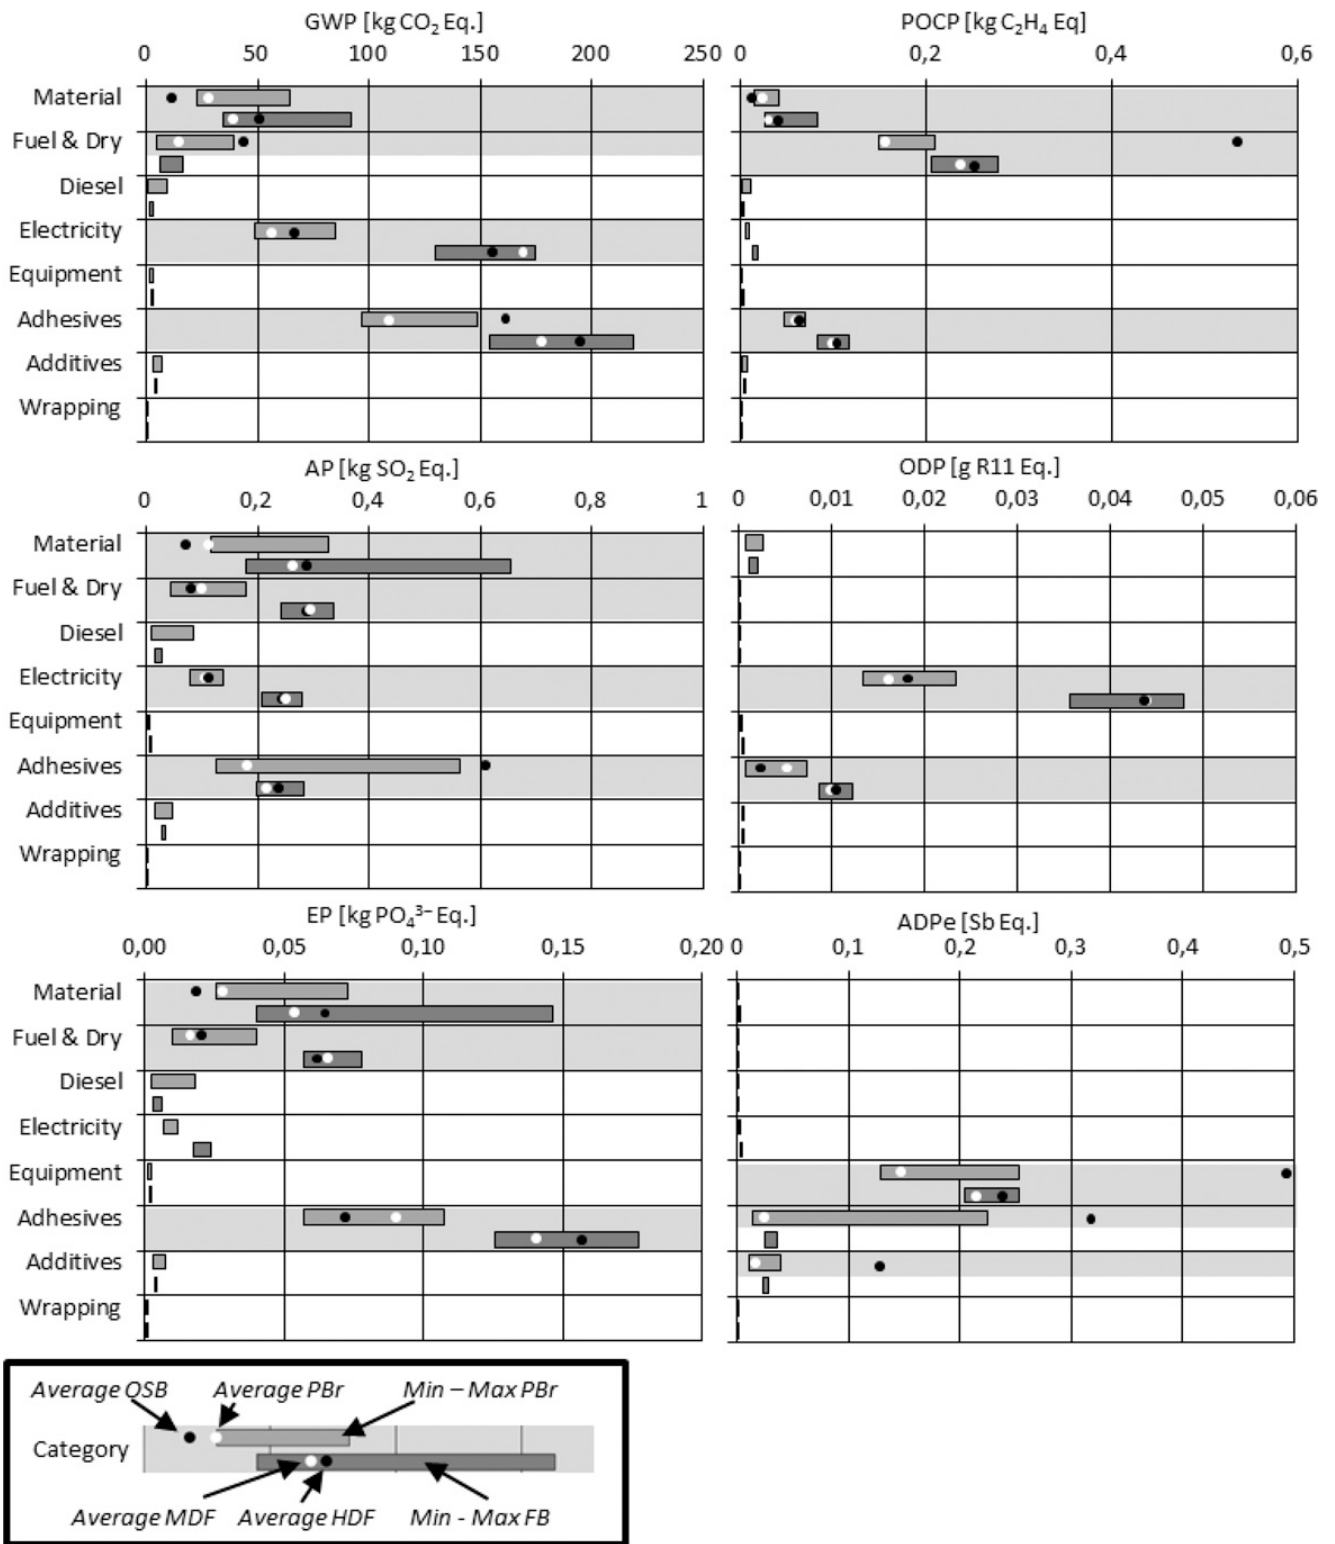 GWP [kg CO₂ Eq.]
0 50 100 150 200 250
Material
Fuel & Dry
Diesel
Electricity
Equipment
Adhesives
Additives
Wrapping
POCP [kg C₂H₄ Eq]
0 0,2 0,4 0,6
AP [kg SO₂ Eq.]
0 0,2 0,4 0,6 0,8 1
Material
Fuel & Dry
Diesel
Electricity
Equipment
Adhesives
Additives
Wrapping
ODP [g R11 Eq.]
0 0,01 0,02 0,03 0,04 0,05 0,06
EP [kg PO₄³⁻ Eq.]
0,00 0,05 0,10 0,15 0,20
Material
Fuel & Dry
Diesel
Electricity
Equipment
Adhesives
Additives
Wrapping
ADPe [Sb Eq.]
0 0,1 0,2 0,3 0,4 0,5
Average OSB Average PBr Min – Max PBr
Category
Average MDF Average HDF Min - Max FB